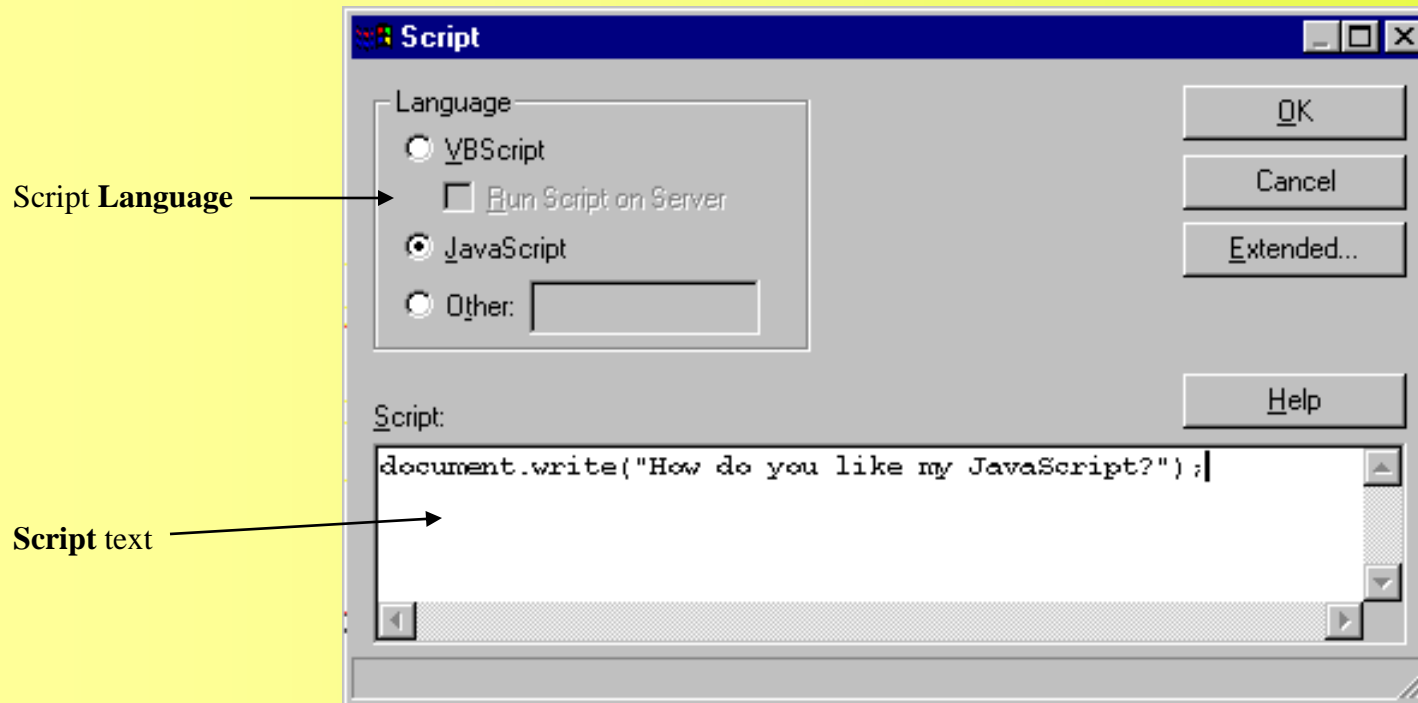 Script
Language
VBScript
Run Script on Server
JavaScript
Other:
OK
Cancel
Extended...
Help
Script Language
Script:
document.write("How do you like my JavaScript?");
Script text